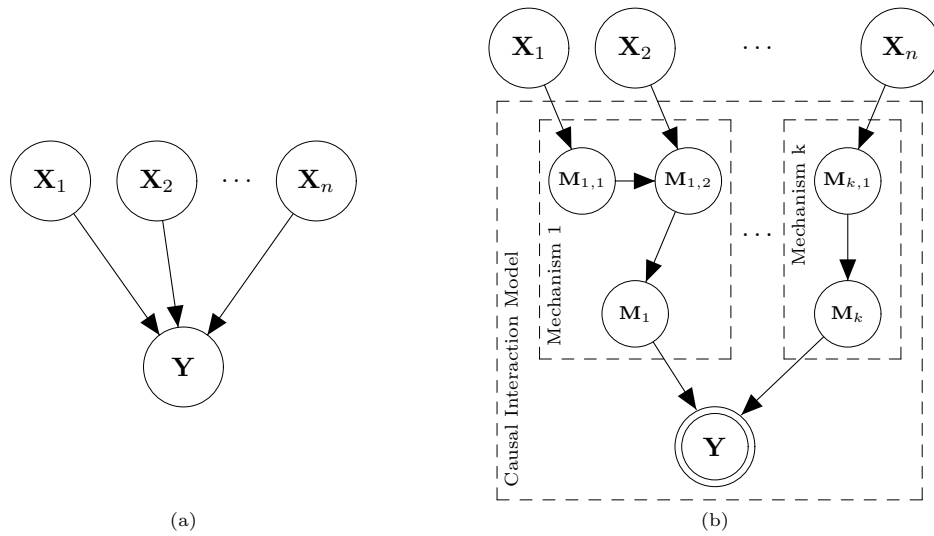 X₁ X₂ ⋯ Xₙ
Y
(a)
X₁ X₂ ⋯ Xₙ
Causal Interaction Model
Mechanism 1
M₁,₁ M₁,₂
M₁
⋯
Mechanism k
Mₖ,₁
Mₖ
Y
(b)